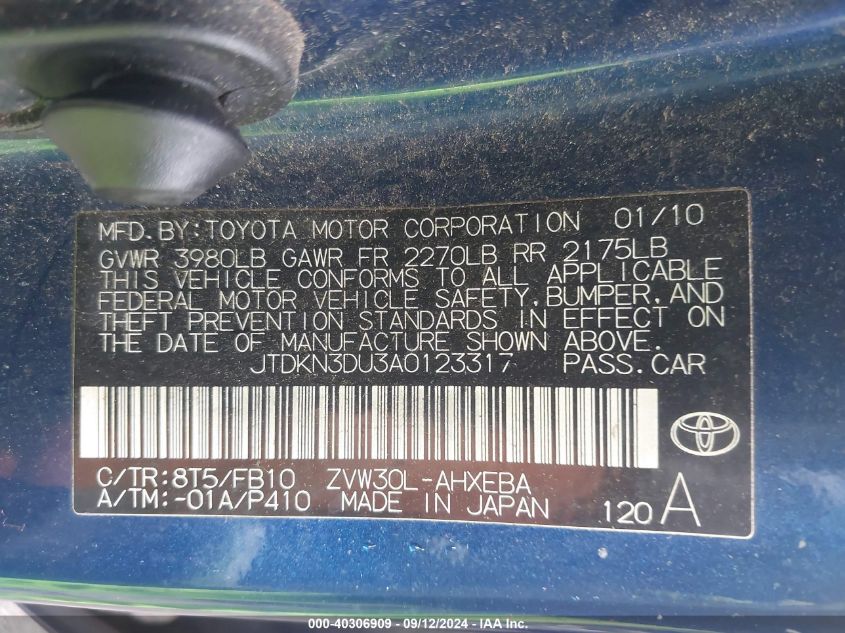 MFD. BY: TOYOTA MOTOR CORPORATION 01/10
GVWR 3980LB GAWR FR 2270LB RR 2175LB
THIS VEHICLE CONFORMS TO ALL APPLICABLE
FEDERAL MOTOR VEHICLE SAFETY, BUMPER, AND
THEFT PREVENTION STANDARDS IN EFFECT ON
THE DATE OF MANUFACTURE SHOWN ABOVE.
JTDKN3DU3A0123317 PASS. CAR
C/TR: 8T5/FB10 ZVW30L-AHXEBA
A/TM: -01A/P410 MADE IN JAPAN 120 A
000-40306909 - 09/12/2024 - IAA Inc.